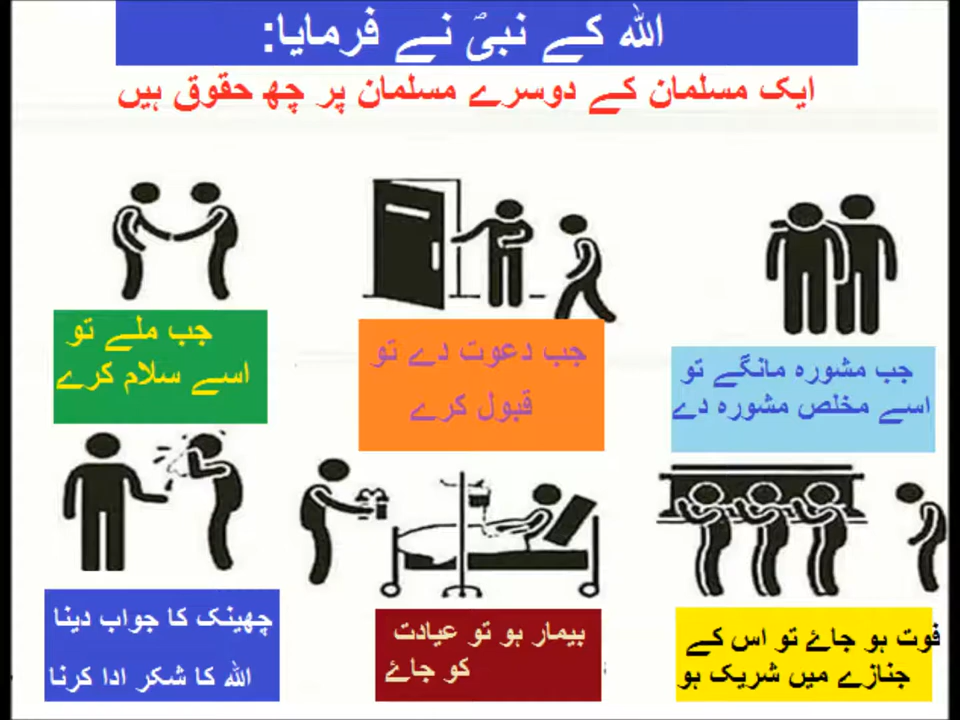 اللہ کے نبیؐ نے فرمایا:
ایک مسلمان کے دوسرے مسلمان پر چھ حقوق ہیں
جب ملے تو
اسے سلام کرے
جب دعوت دے تو
قبول کرے
جب مشورہ مانگے تو
اسے مخلص مشورہ دے
چھینک کا جواب دینا
اللہ کا شکر ادا کرنا
بیمار ہو تو عیادت
کو جاۓ
فوت ہو جاۓ تو اس کے
جنازے میں شریک ہو